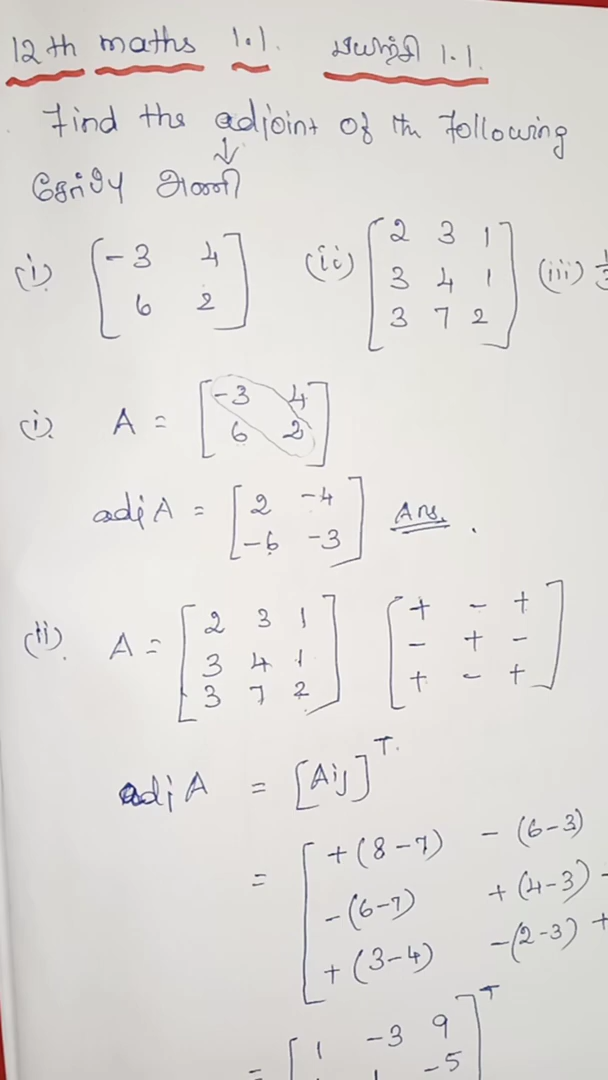 12th maths 1.1. பயிற்சி 1.1.
Find the adjoint of the following
சேர்ப்பு அணி
(i) [-3 4 (ii) [2 3 1 (iii) 1/3
6 2] 3 4 1
3 7 2]
(i). A = [-3 4
6 2]
adj A = [2 -4
-6 -3] Ans.
(ii). A = [2 3 1 [+ - +
3 4 1 - + -
3 7 2] + - +]
adj A = [Aij]^T.
= [+(8-7) -(6-3)
-(6-7) +(4-3) -
+(3-4) -(2-3) +
= [1 -3 9]^T
-5